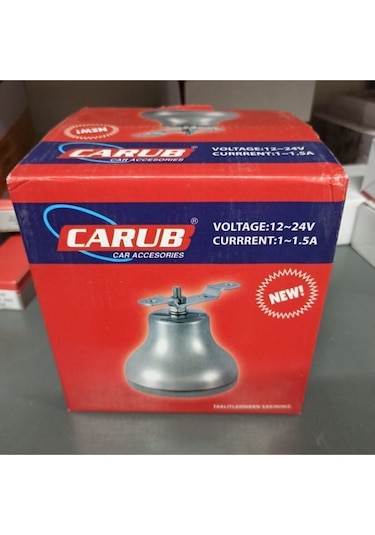 NEW!
CARUB
CAR ACCESORIES
VOLTAGE:12~24V
CURRRENT:1~1.5A
CARUB®
CAR ACCESORIES
VOLTAGE:12~24V
CURRRENT:1~1.5A
NEW!